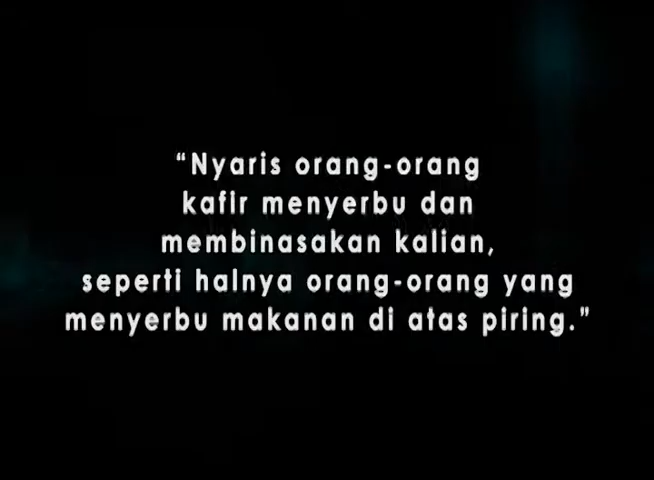 “Nyaris orang-orang
kafir menyerbu dan
membinasakan kalian,
seperti halnya orang-orang yang
menyerbu makanan di atas piring.”